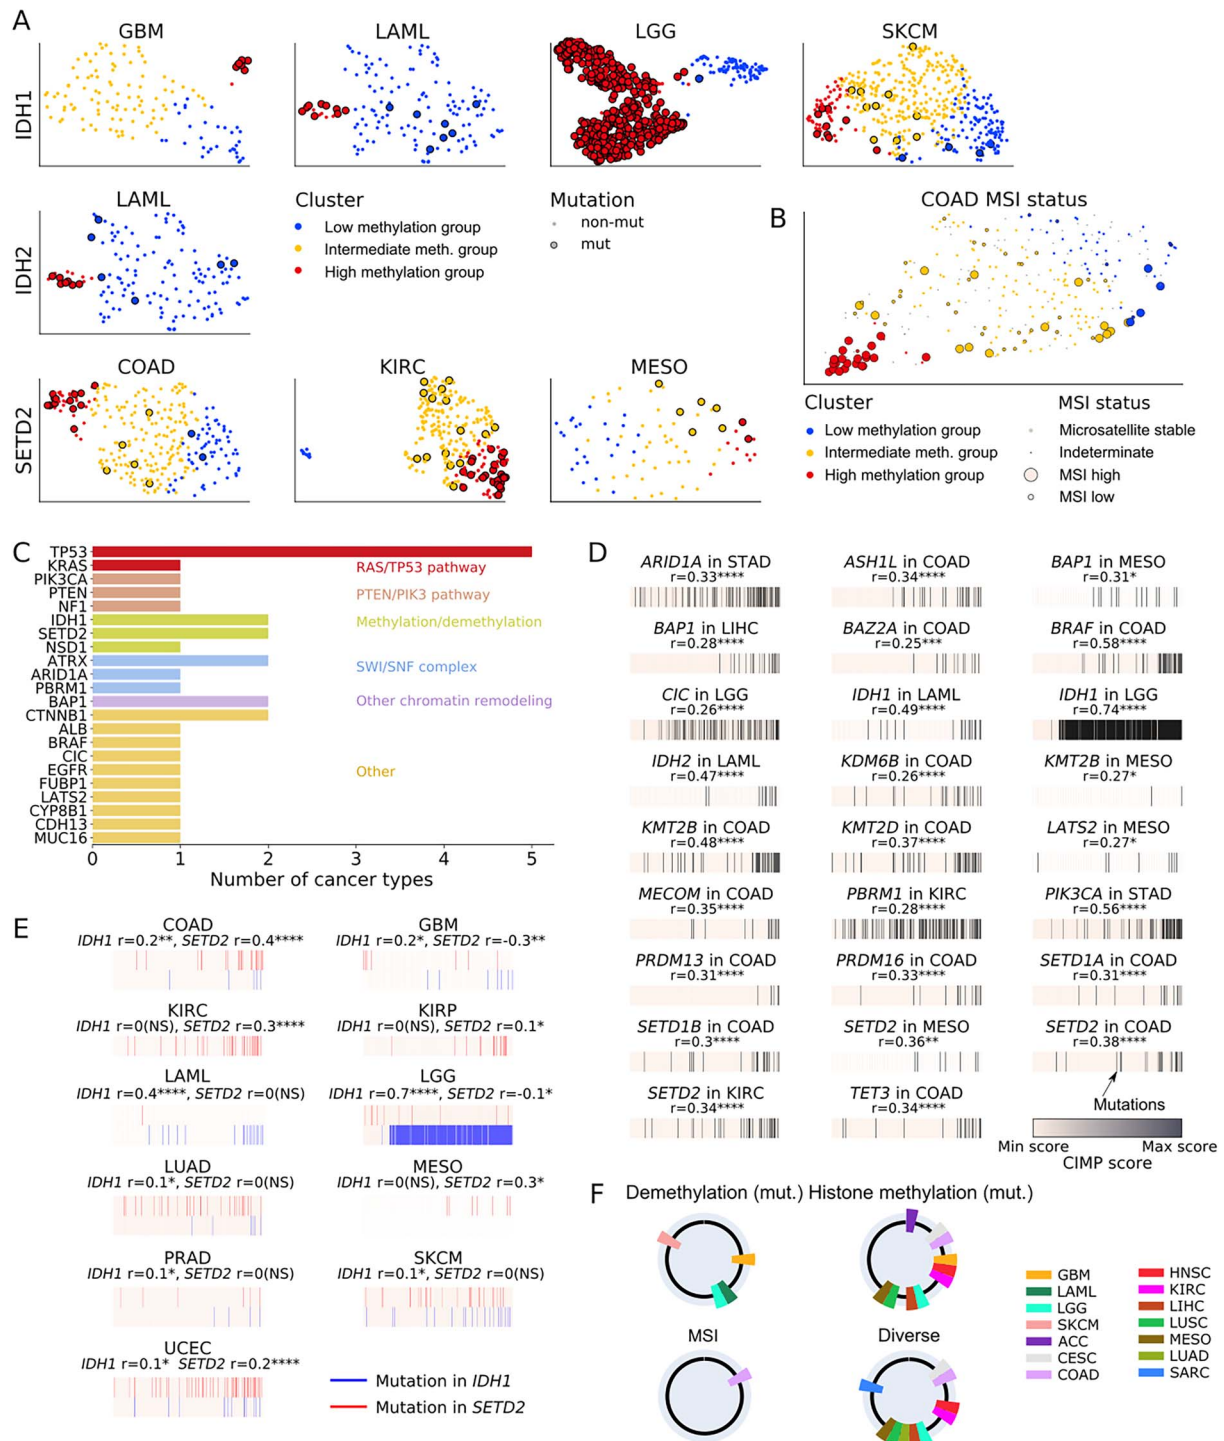 A
GBM
LAML
LGG
SKCM
IDH1
LAML
Cluster
Low methylation group
Intermediate meth. group
High methylation group
Mutation
non-mut
mut
IDH2
B
COAD MSI status
Cluster
Low methylation group
Intermediate meth. group
High methylation group
MSI status
Microsatellite stable
Indeterminate
MSI high
MSI low
COAD
KIRC
MESO
SETD2
C
TP53
KRAS
PIK3CA
PTEN
NF1
IDH1
SETD2
NSD1
ATRX
ARID1A
PBRM1
BAP1
CTNNB1
ALB
BRAF
CIC
EGFR
FUBP1
LATS2
CYP8B1
CDH13
MUC16
RAS/TP53 pathway
PTEN/PIK3 pathway
Methylation/demethylation
SWI/SNF complex
Other chromatin remodeling
Other
0 1 2 3 4 5
Number of cancer types
D
ARID1A in STAD
r=0.33****
ASH1L in COAD
r=0.34****
BAP1 in MESO
r=0.31*
BAP1 in LIHC
r=0.28****
BAZ2A in COAD
r=0.25***
BRAF in COAD
r=0.58****
CIC in LGG
r=0.26****
IDH1 in LAML
r=0.49****
IDH1 in LGG
r=0.74****
IDH2 in LAML
r=0.47****
KDM6B in COAD
r=0.26****
KMT2B in MESO
r=0.27*
KMT2B in COAD
r=0.48****
KMT2D in COAD
r=0.37****
LATS2 in MESO
r=0.27*
MECOM in COAD
r=0.35****
PBRM1 in KIRC
r=0.28****
PIK3CA in STAD
r=0.56****
PRDM13 in COAD
r=0.31****
PRDM16 in COAD
r=0.33****
SETD1A in COAD
r=0.31****
SETD1B in COAD
r=0.3****
SETD2 in MESO
r=0.36**
SETD2 in COAD
r=0.38****
SETD2 in KIRC
r=0.34****
TET3 in COAD
r=0.34****
Mutations
Min score Max score
CIMP score
E
COAD
IDH1 r=0.2**, SETD2 r=0.4****
GBM
IDH1 r=0.2*, SETD2 r=-0.3**
KIRC
IDH1 r=0(NS), SETD2 r=0.3****
KIRP
IDH1 r=0(NS), SETD2 r=0.1*
LAML
IDH1 r=0.4****, SETD2 r=0(NS)
LGG
IDH1 r=0.7****, SETD2 r=-0.1*
LUAD
IDH1 r=0.1*, SETD2 r=0(NS)
MESO
IDH1 r=0(NS), SETD2 r=0.3*
PRAD
IDH1 r=0.1*, SETD2 r=0(NS)
SKCM
IDH1 r=0.1*, SETD2 r=0(NS)
UCEC
IDH1 r=0.1* SETD2 r=0.2****
Mutation in IDH1
Mutation in SETD2
F
Demethylation (mut.)
Histone methylation (mut.)
MSI
Diverse
GBM
LAML
LGG
SKCM
ACC
CESC
COAD
HNSC
KIRC
LIHC
LUSC
MESO
LUAD
SARC